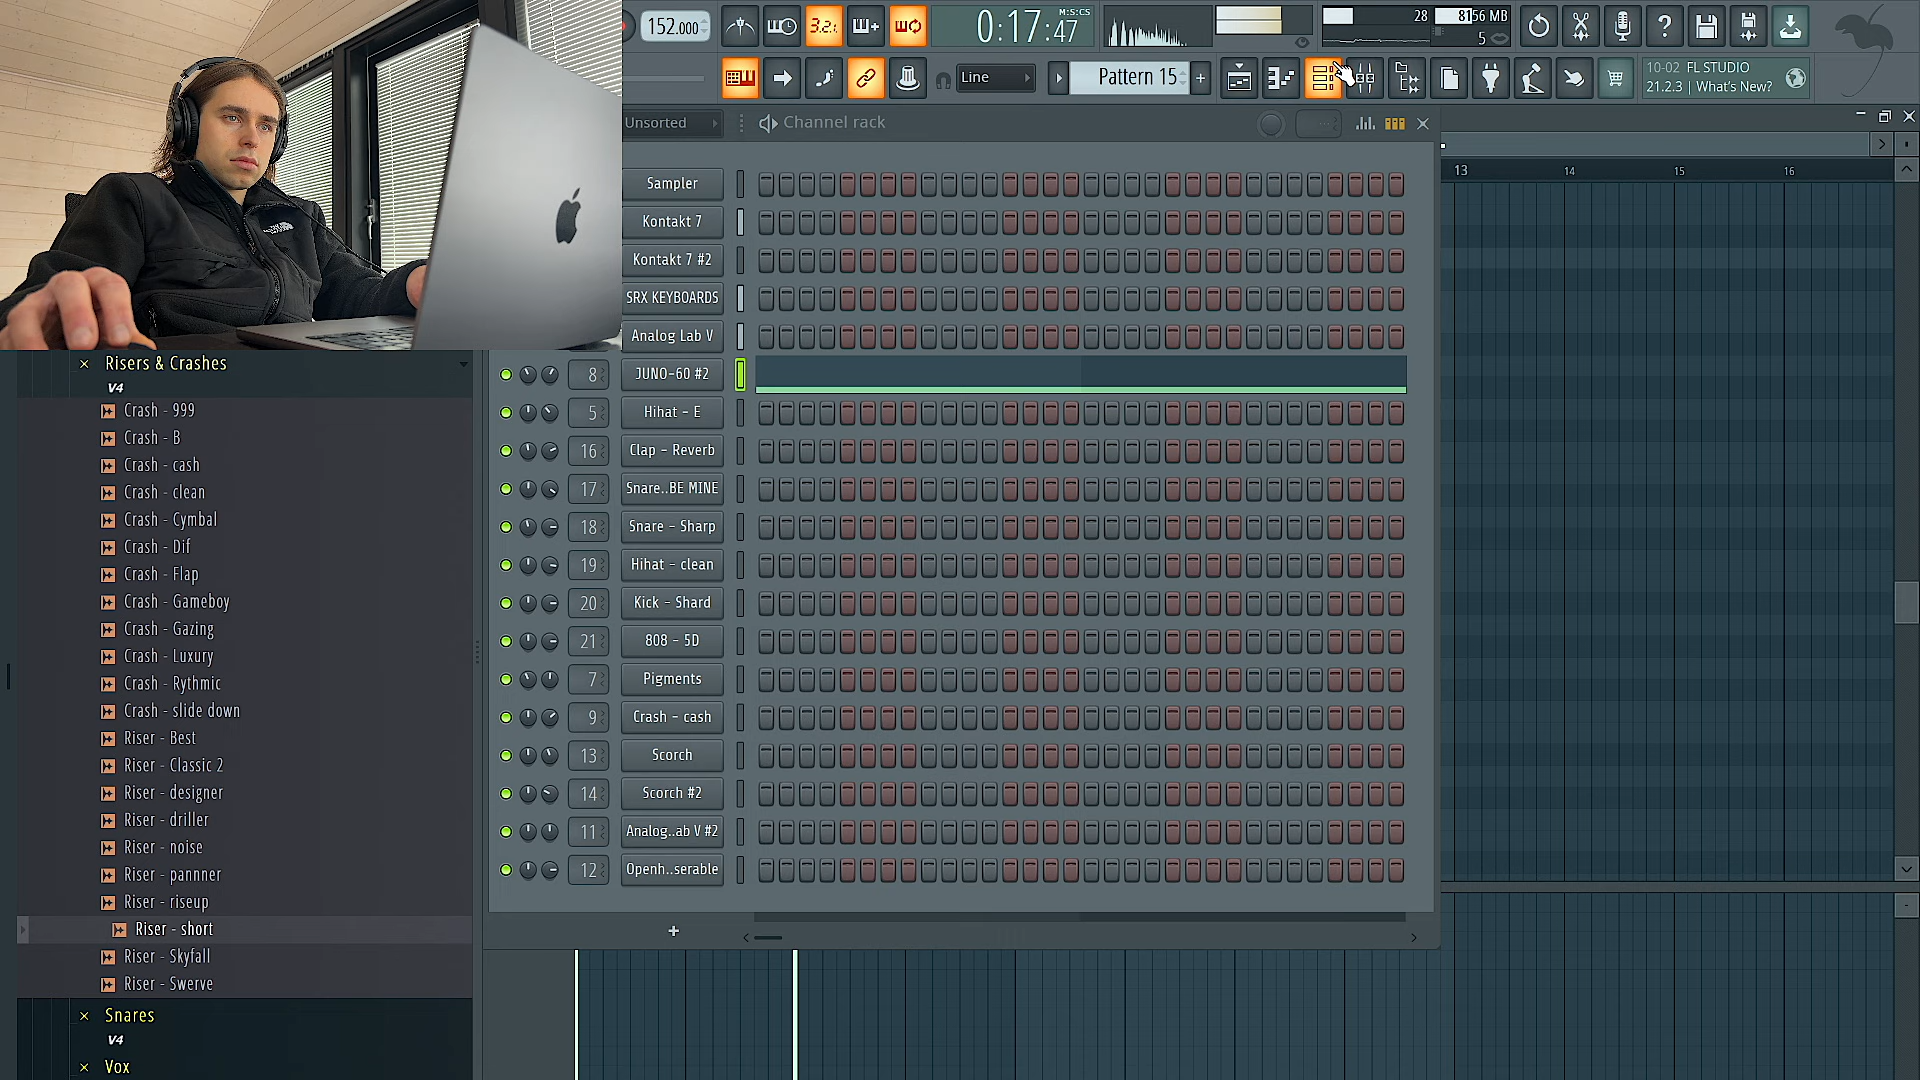 152.000
3.2.
0:17:47
M:S:CS
28
8156 MB
5
Line
Pattern 15
+
10-02 FL STUDIO
21.2.3 | What's New?
Unsorted
Channel rack
13
14
15
16
Sampler
Kontakt 7
Kontakt 7 #2
SRX KEYBOARDS
Analog Lab V
8 JUNO-60 #2
5 Hihat - E
16 Clap - Reverb
17 Snare..BE MINE
18 Snare - Sharp
19 Hihat - clean
20 Kick - Shard
21 808 - 5D
7 Pigments
9 Crash - cash
13 Scorch
14 Scorch #2
11 Analog..ab V #2
12 Openh..serable
+
Risers & Crashes
V4
Crash - 999
Crash - B
Crash - cash
Crash - clean
Crash - Cymbal
Crash - Dif
Crash - Flap
Crash - Gameboy
Crash - Gazing
Crash - Luxury
Crash - Rythmic
Crash - slide down
Riser - Best
Riser - Classic 2
Riser - designer
Riser - driller
Riser - noise
Riser - pannner
Riser - riseup
Riser - short
Riser - Skyfall
Riser - Swerve
Snares
V4
Vox